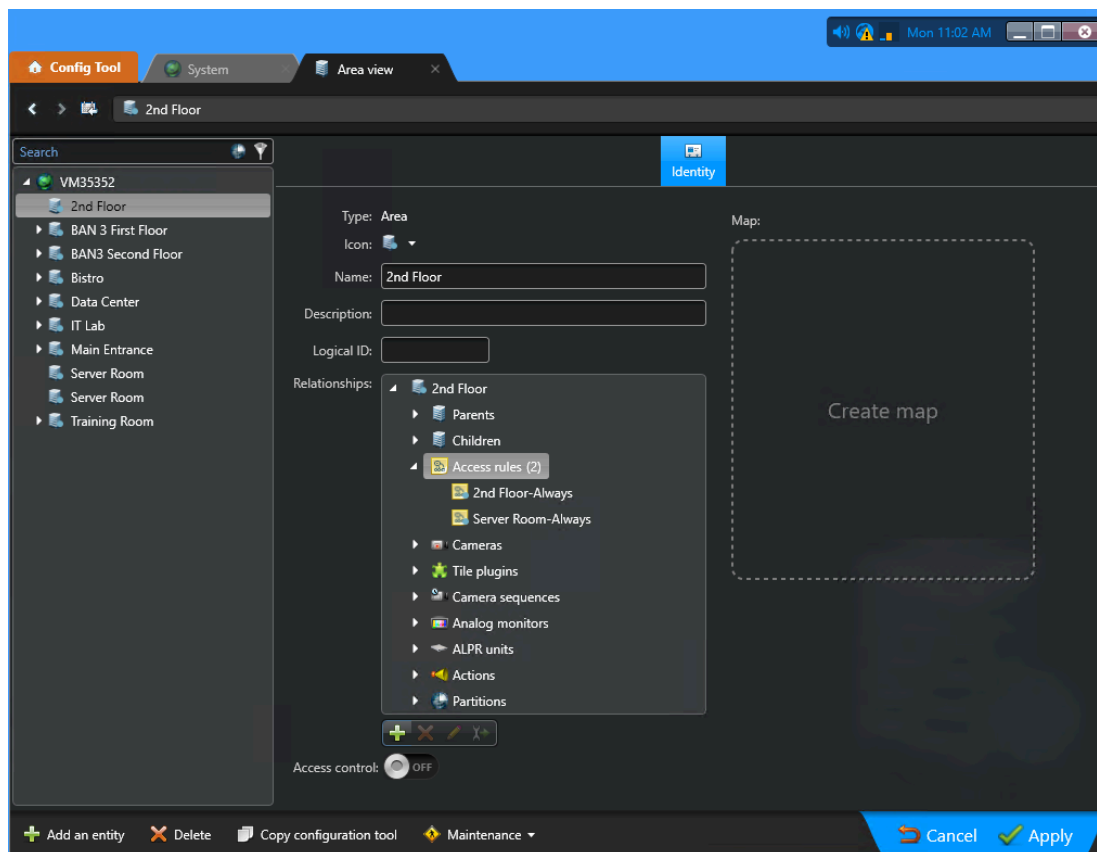 Mon 11:02 AM
Config Tool
System
Area view
2nd Floor
Search
Identity
VM35352
2nd Floor
BAN 3 First Floor
BAN3 Second Floor
Bistro
Data Center
IT Lab
Main Entrance
Server Room
Server Room
Training Room
Type: Area
Icon:
Name: 2nd Floor
Description:
Logical ID:
Relationships:
2nd Floor
Parents
Children
Access rules (2)
2nd Floor-Always
Server Room-Always
Cameras
Tile plugins
Camera sequences
Analog monitors
ALPR units
Actions
Partitions
Access control: OFF
Map:
Create map
Add an entity
Delete
Copy configuration tool
Maintenance
Cancel
Apply